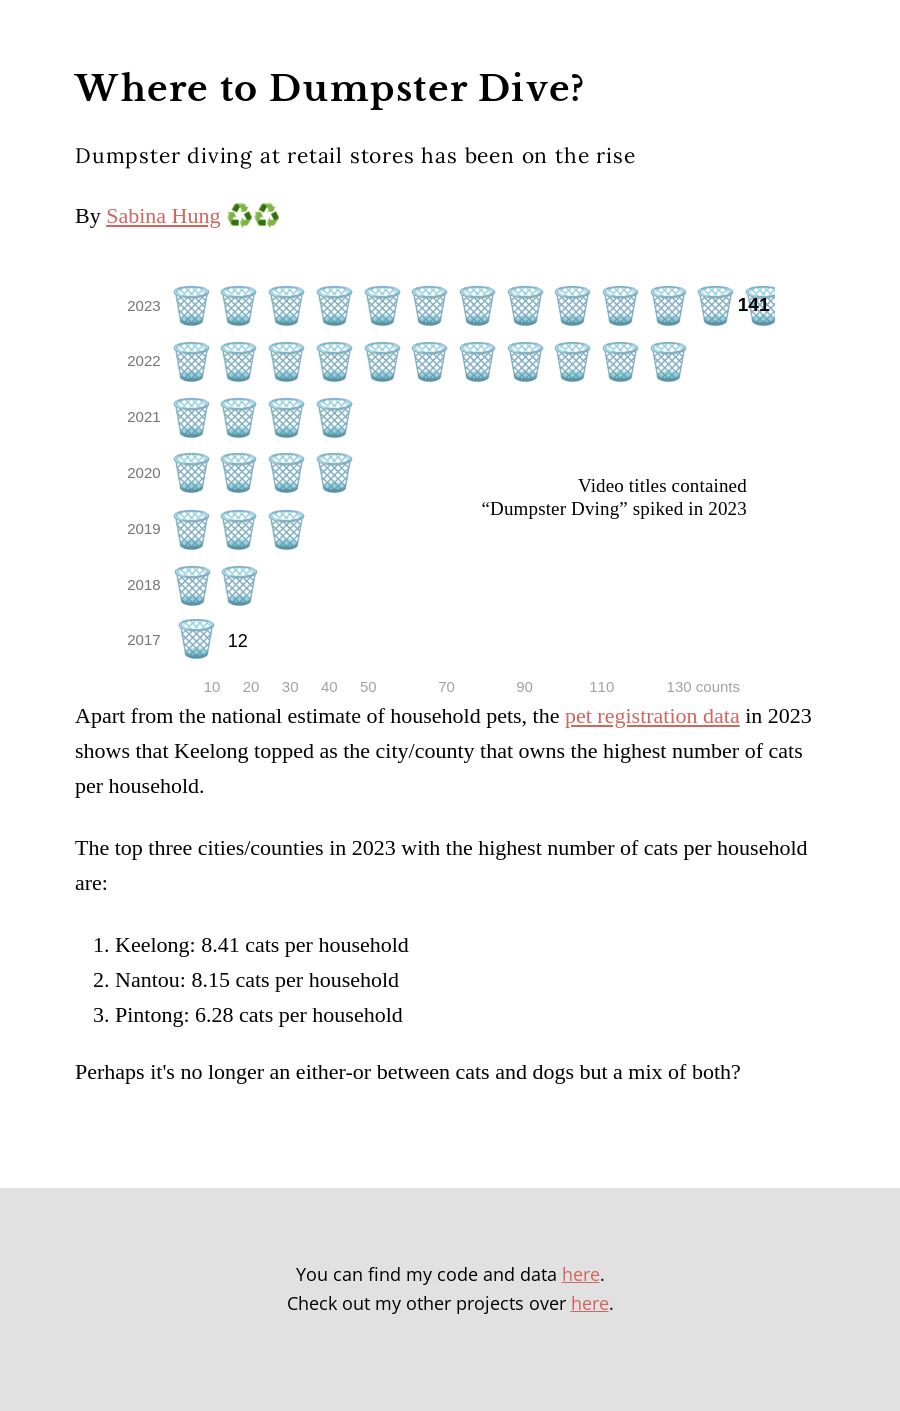 Where to Dumpster Dive?
Dumpster diving at retail stores has been on the rise
By Sabina Hung ♻️♻️
2023 141
2022
2021
2020
Video titles contained
“Dumpster Dving” spiked in 2023
2019
2018
2017 12
10 20 30 40 50 70 90 110 130 counts
Apart from the national estimate of household pets, the pet registration data in 2023
shows that Keelong topped as the city/county that owns the highest number of cats
per household.
The top three cities/counties in 2023 with the highest number of cats per household
are:
1. Keelong: 8.41 cats per household
2. Nantou: 8.15 cats per household
3. Pintong: 6.28 cats per household
Perhaps it's no longer an either-or between cats and dogs but a mix of both?
You can find my code and data here.
Check out my other projects over here.